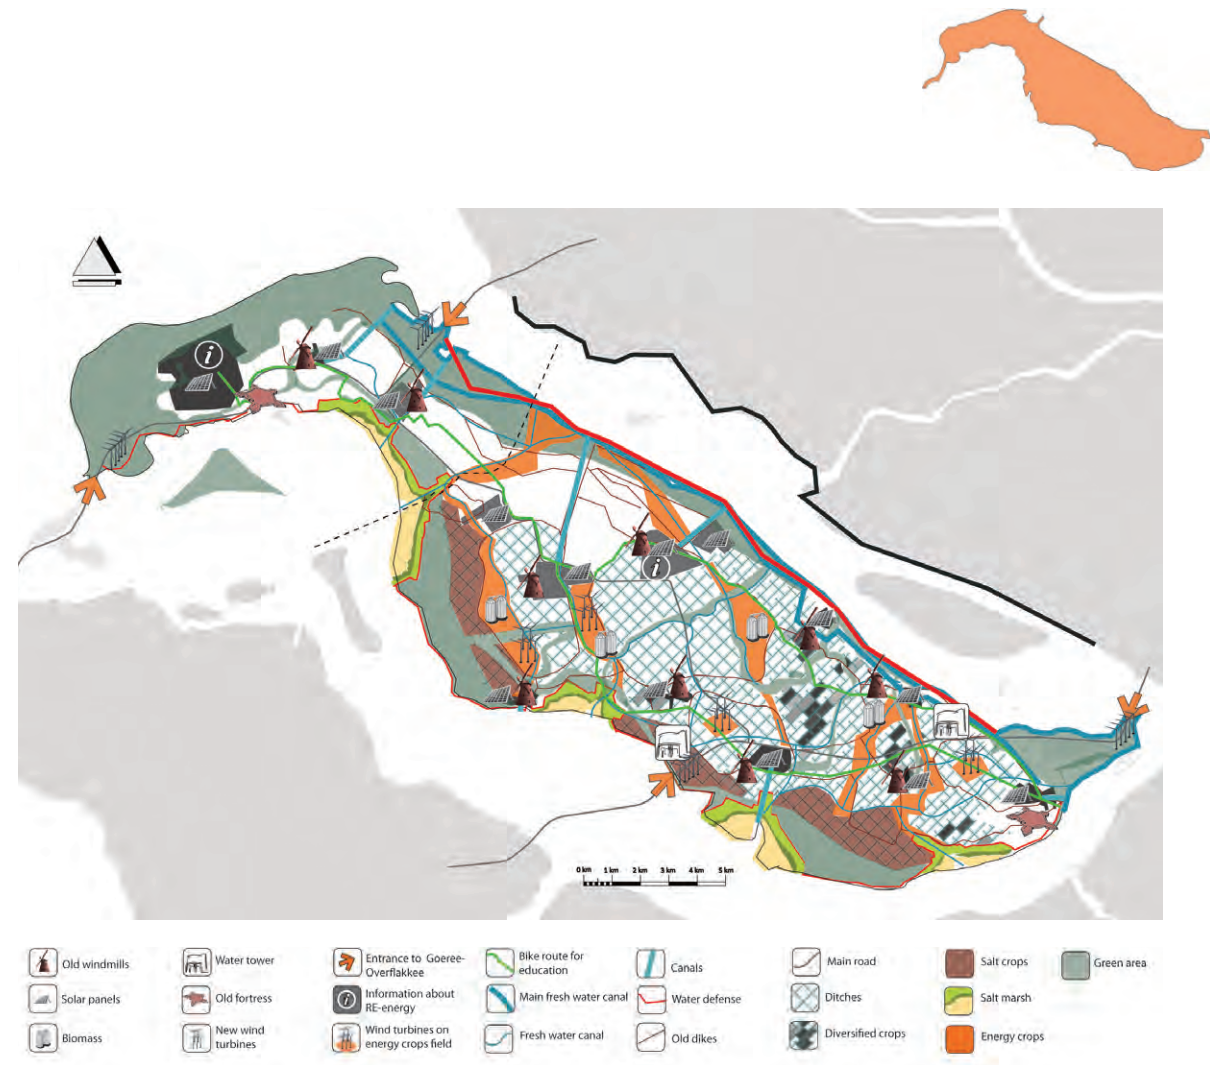 i
i
0 km 1 km 2 km 3 km 4 km 5 km
Old windmills
Solar panels
Biomass
Water tower
Old fortress
New wind
turbines
Entrance to Goeree-
Overflakkee
i
Information about
RE-energy
Wind turbines on
energy crops field
Bike route for
education
Main fresh water canal
Fresh water canal
Canals
Water defense
Old dikes
Main road
Ditches
Diversified crops
Salt crops
Salt marsh
Energy crops
Green area